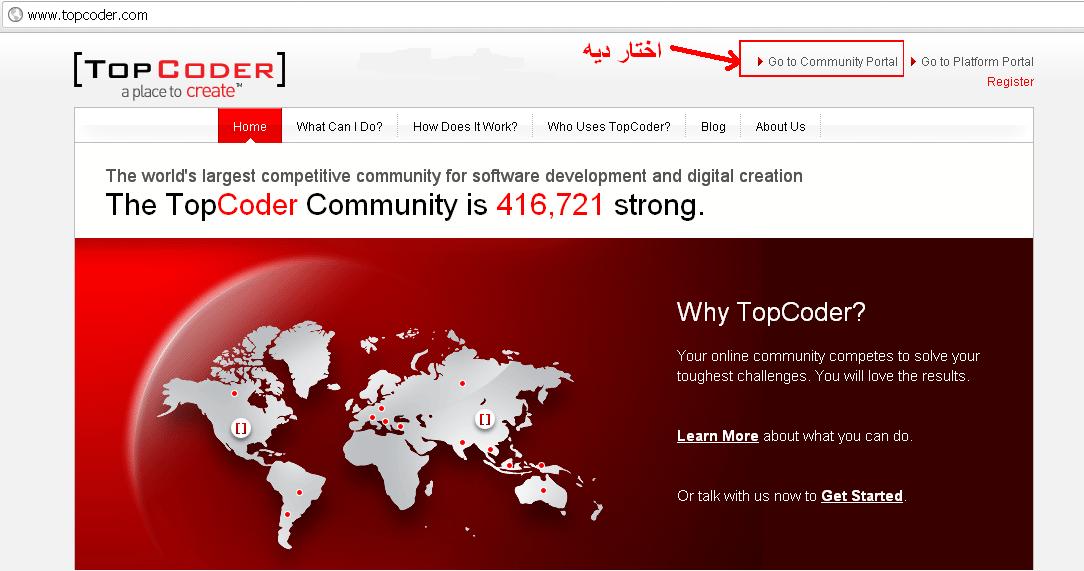 www.topcoder.com
[TOPCODER]
a place to create™
اختار ديه
Go to Community Portal
Go to Platform Portal
Register
Home
What Can I Do?
How Does It Work?
Who Uses TopCoder?
Blog
About Us
The world's largest competitive community for software development and digital creation
The TopCoder Community is 416,721 strong.
Why TopCoder?
Your online community competes to solve your
toughest challenges. You will love the results.
Learn More about what you can do.
Or talk with us now to Get Started.
[]
[]